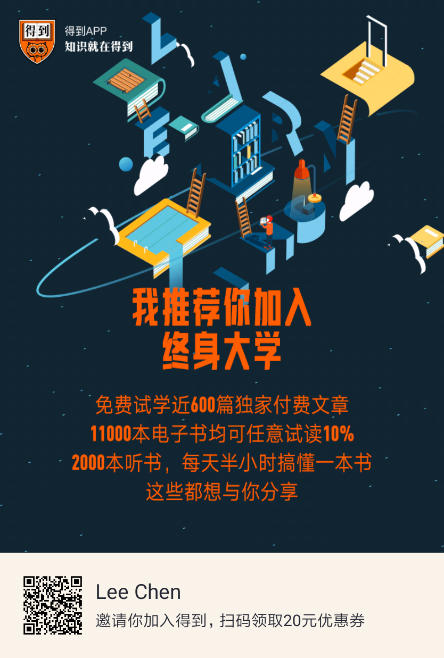 得到
得到APP
知识就在得到
LEARNING
我推荐你加入
终身大学
免费试学近600篇独家付费文章
11000本电子书均可任意试读10%
2000本听书，每天半小时搞懂一本书
这些都想与你分享
Lee Chen
邀请你加入得到，扫码领取20元优惠券